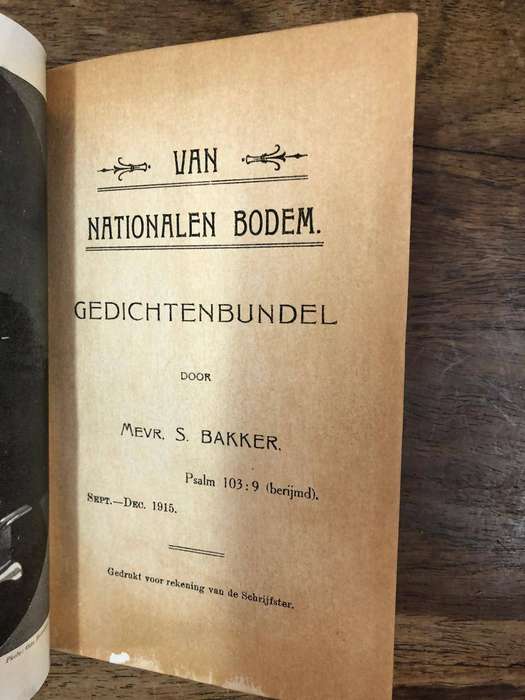 VAN
NATIONALEN BODEM.
GEDICHTENBUNDEL
DOOR
MEVR. S. BAKKER.
Psalm 103:9 (berijmd).
SEPT.—DEC. 1915.
Gedrukt voor rekening van de Schrijfster.